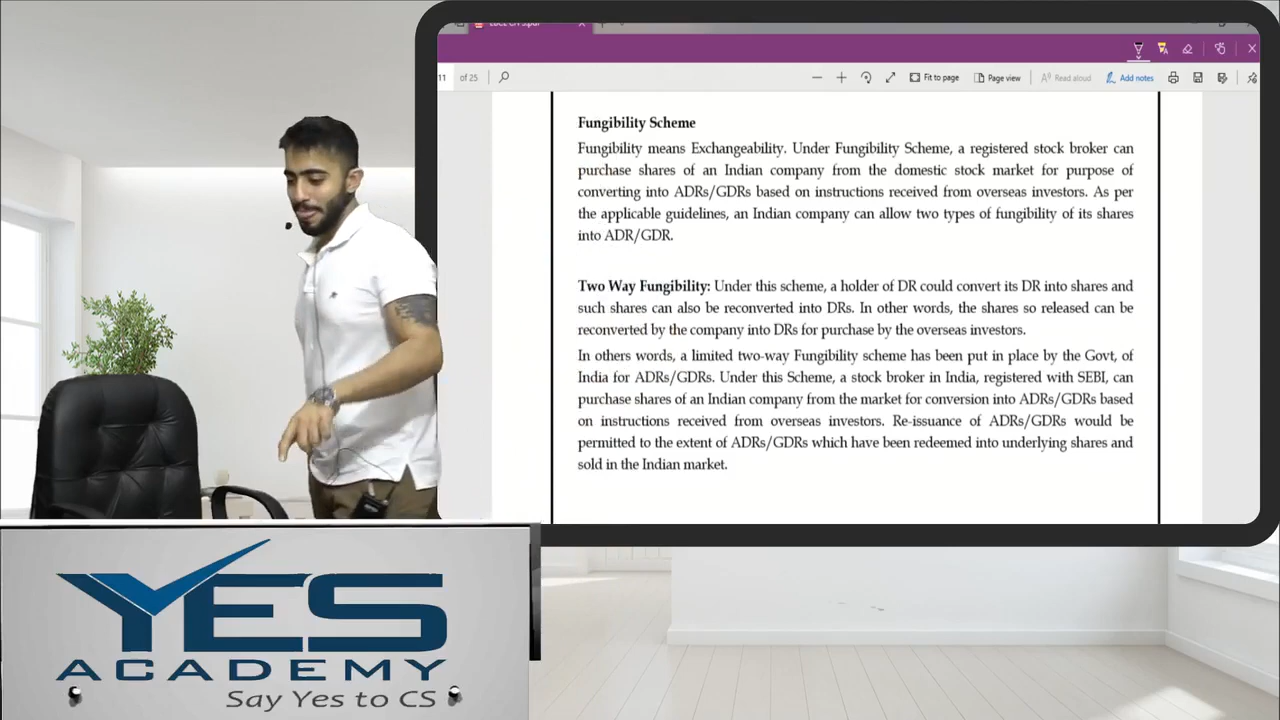 11 of 25
Fit to page
Page view
Read aloud
Add notes
Fungibility Scheme
Fungibility means Exchangeability. Under Fungibility Scheme, a registered stock broker can
purchase shares of an Indian company from the domestic stock market for purpose of
converting into ADRs/GDRs based on instructions received from overseas investors. As per
the applicable guidelines, an Indian company can allow two types of fungibility of its shares
into ADR/GDR.
Two Way Fungibility: Under this scheme, a holder of DR could convert its DR into shares and
such shares can also be reconverted into DRs. In other words, the shares so released can be
reconverted by the company into DRs for purchase by the overseas investors.
In others words, a limited two-way Fungibility scheme has been put in place by the Govt, of
India for ADRs/GDRs. Under this Scheme, a stock broker in India, registered with SEBI, can
purchase shares of an Indian company from the market for conversion into ADRs/GDRs based
on instructions received from overseas investors. Re-issuance of ADRs/GDRs would be
permitted to the extent of ADRs/GDRs which have been redeemed into underlying shares and
sold in the Indian market.
YES
ACADEMY
Say Yes to CS